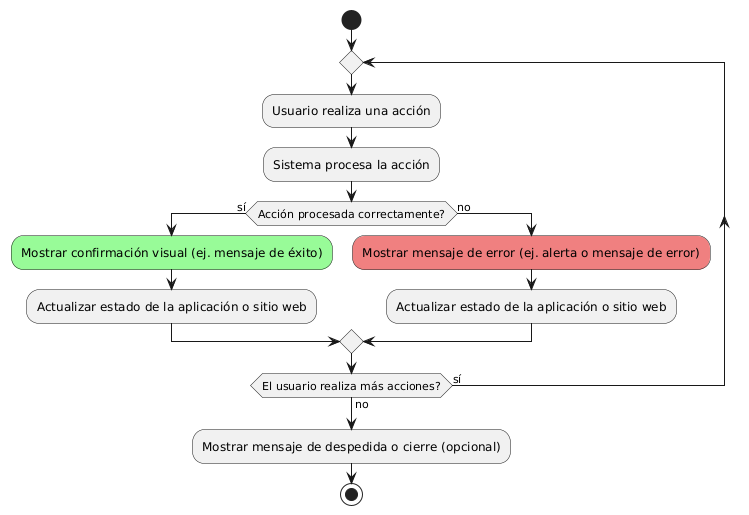 Usuario realiza una acción
Sistema procesa la acción
Acción procesada correctamente?
sí
no
Mostrar confirmación visual (ej. mensaje de éxito)
Mostrar mensaje de error (ej. alerta o mensaje de error)
Actualizar estado de la aplicación o sitio web
Actualizar estado de la aplicación o sitio web
El usuario realiza más acciones?
sí
no
Mostrar mensaje de despedida o cierre (opcional)